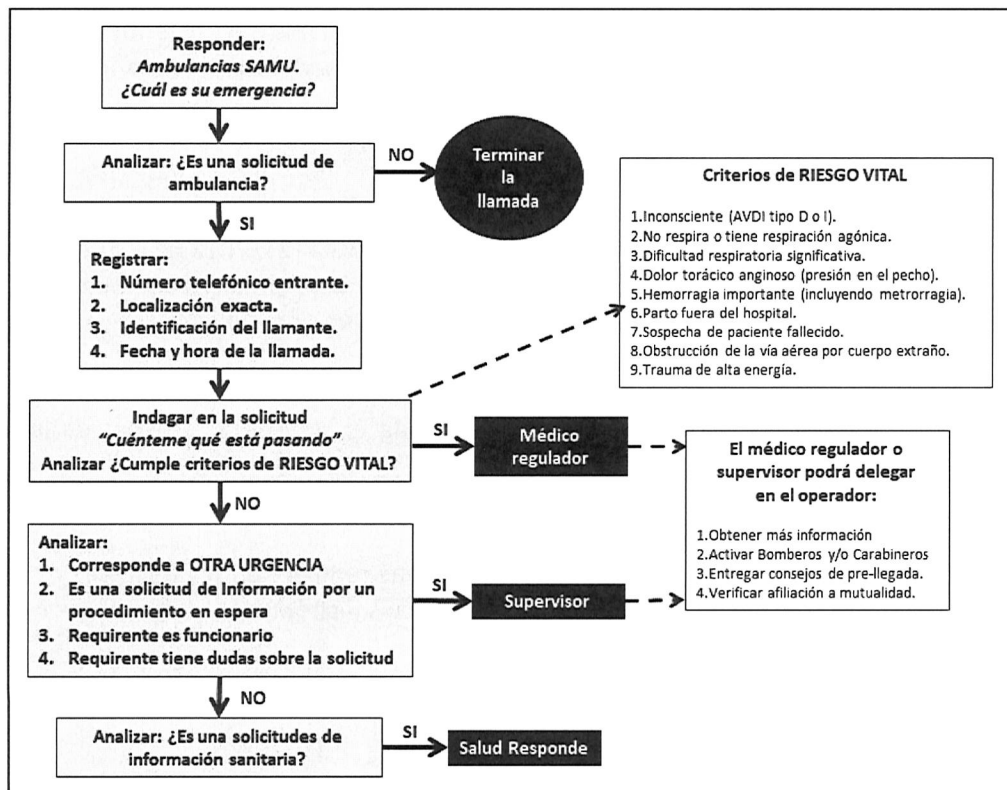 Responder:
Ambulancias SAMU.
¿Cuál es su emergencia?
Analizar: ¿Es una solicitud de
ambulancia?
NO
Terminar
la
llamada
SI
Registrar:
1. Número telefónico entrante.
2. Localización exacta.
3. Identificación del llamante.
4. Fecha y hora de la llamada.
Criterios de RIESGO VITAL
1.Inconsciente (AVDI tipo D o I).
2.No respira o tiene respiración agónica.
3.Dificultad respiratoria significativa.
4.Dolor torácico anginoso (presión en el pecho).
5.Hemorragia importante (incluyendo metrorragia).
6.Parto fuera del hospital.
7.Sospecha de paciente fallecido.
8.Obstrucción de la vía aérea por cuerpo extraño.
9.Trauma de alta energía.
Indagar en la solicitud
"Cuénteme qué está pasando"
Analizar ¿Cumple criterios de RIESGO VITAL?
SI
Médico
regulador
El médico regulador o
supervisor podrá delegar
en el operador:
1.Obtener más información
2.Activar Bomberos y/o Carabineros
3.Entregar consejos de pre-llegada.
4.Verificar afiliación a mutualidad.
NO
Analizar:
1. Corresponde a OTRA URGENCIA
2. Es una solicitud de información por un
procedimiento en espera
3. Requirente es funcionario
4. Requirente tiene dudas sobre la solicitud
SI
Supervisor
NO
Analizar: ¿Es una solicitudes de
información sanitaria?
SI
Salud Responde